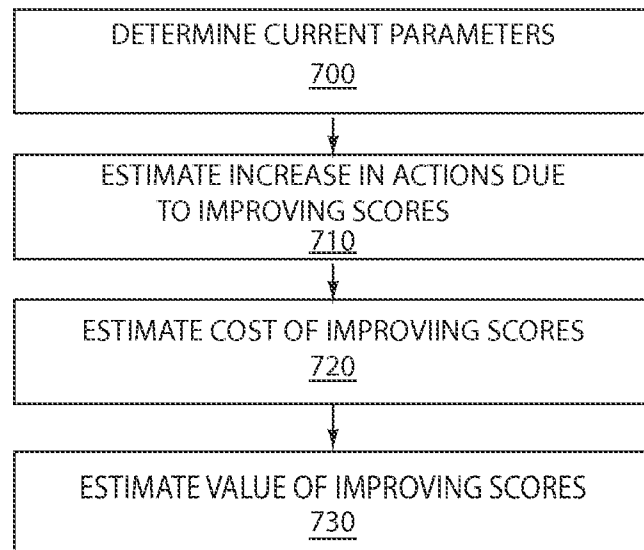 DETERMINE CURRENT PARAMETERS
700
ESTIMATE INCREASE IN ACTIONS DUE
TO IMPROVING SCORES
710
ESTIMATE COST OF IMPROVIING SCORES
720
ESTIMATE VALUE OF IMPROVING SCORES
730